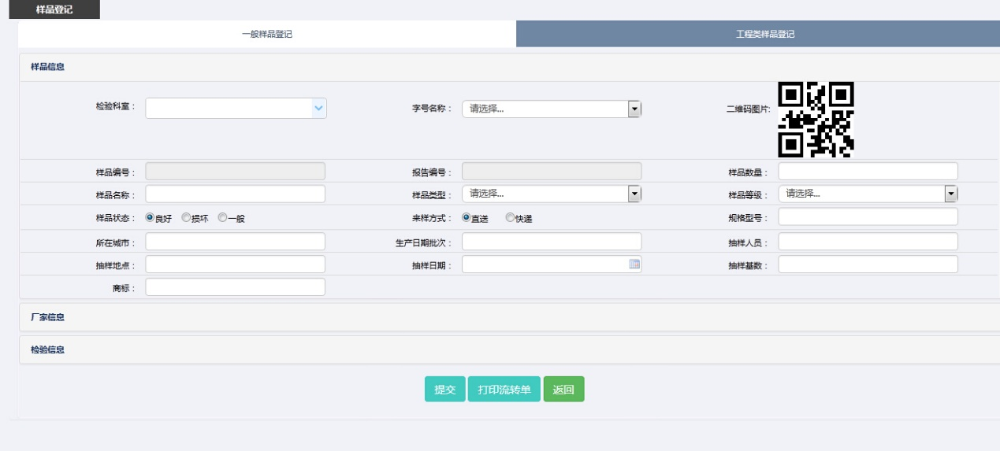 样品登记
一般样品登记 工程类样品登记
样品信息
检验科室： 字号名称： 请选择... 二维码图片:
样品编号： 报告编号： 样品数量：
样品名称： 样品类型： 请选择... 样品等级： 请选择...
样品状态： 良好 损坏 一般 来样方式： 直送 快递 规格型号：
所在城市： 生产日期批次： 抽样人员：
抽样地点： 抽样日期： 抽样基数：
商标：
厂家信息
检验信息
提交 打印流转单 返回